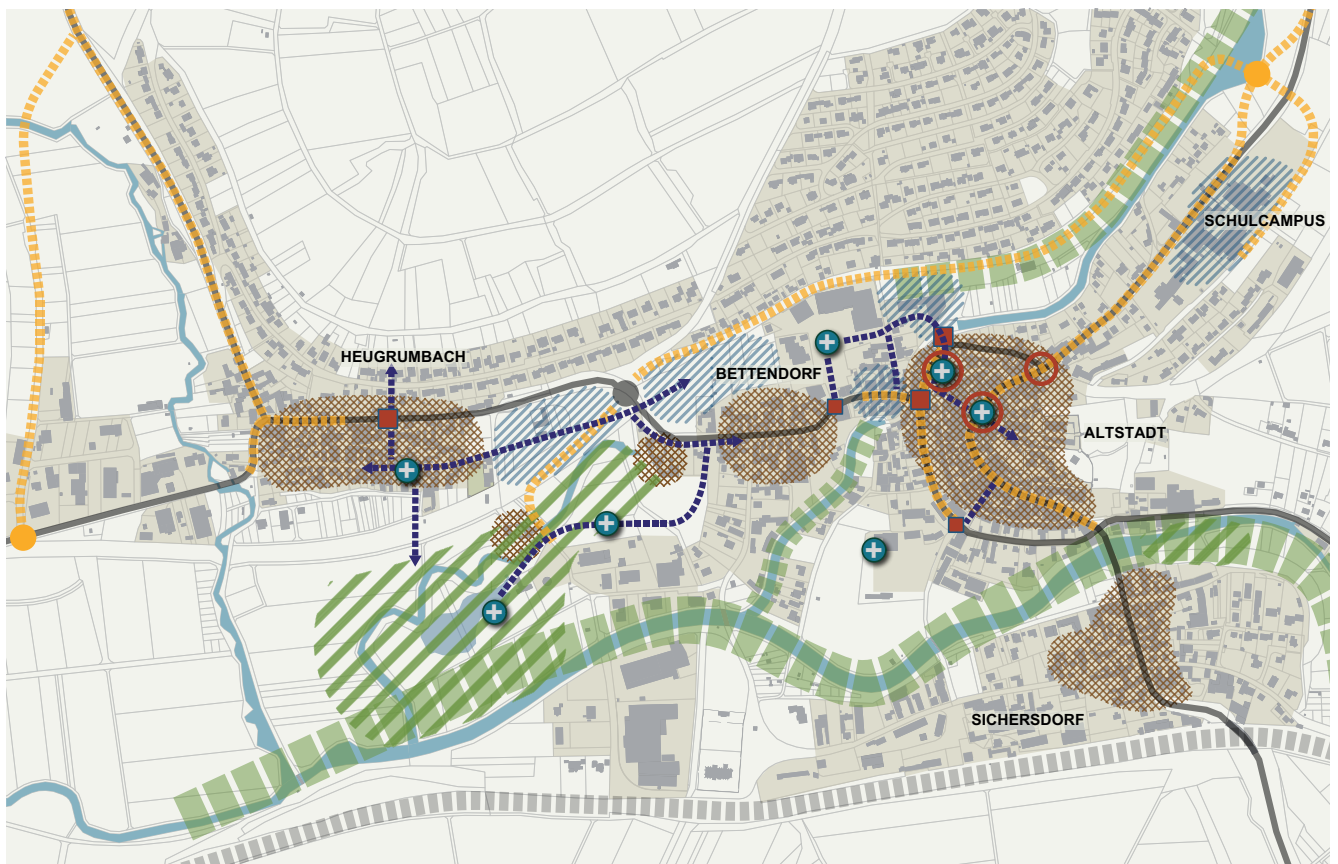 SCHULCAMPUS
HEUGRUMBACH
BETTENDORF
ALTSTADT
SICHERSDORF